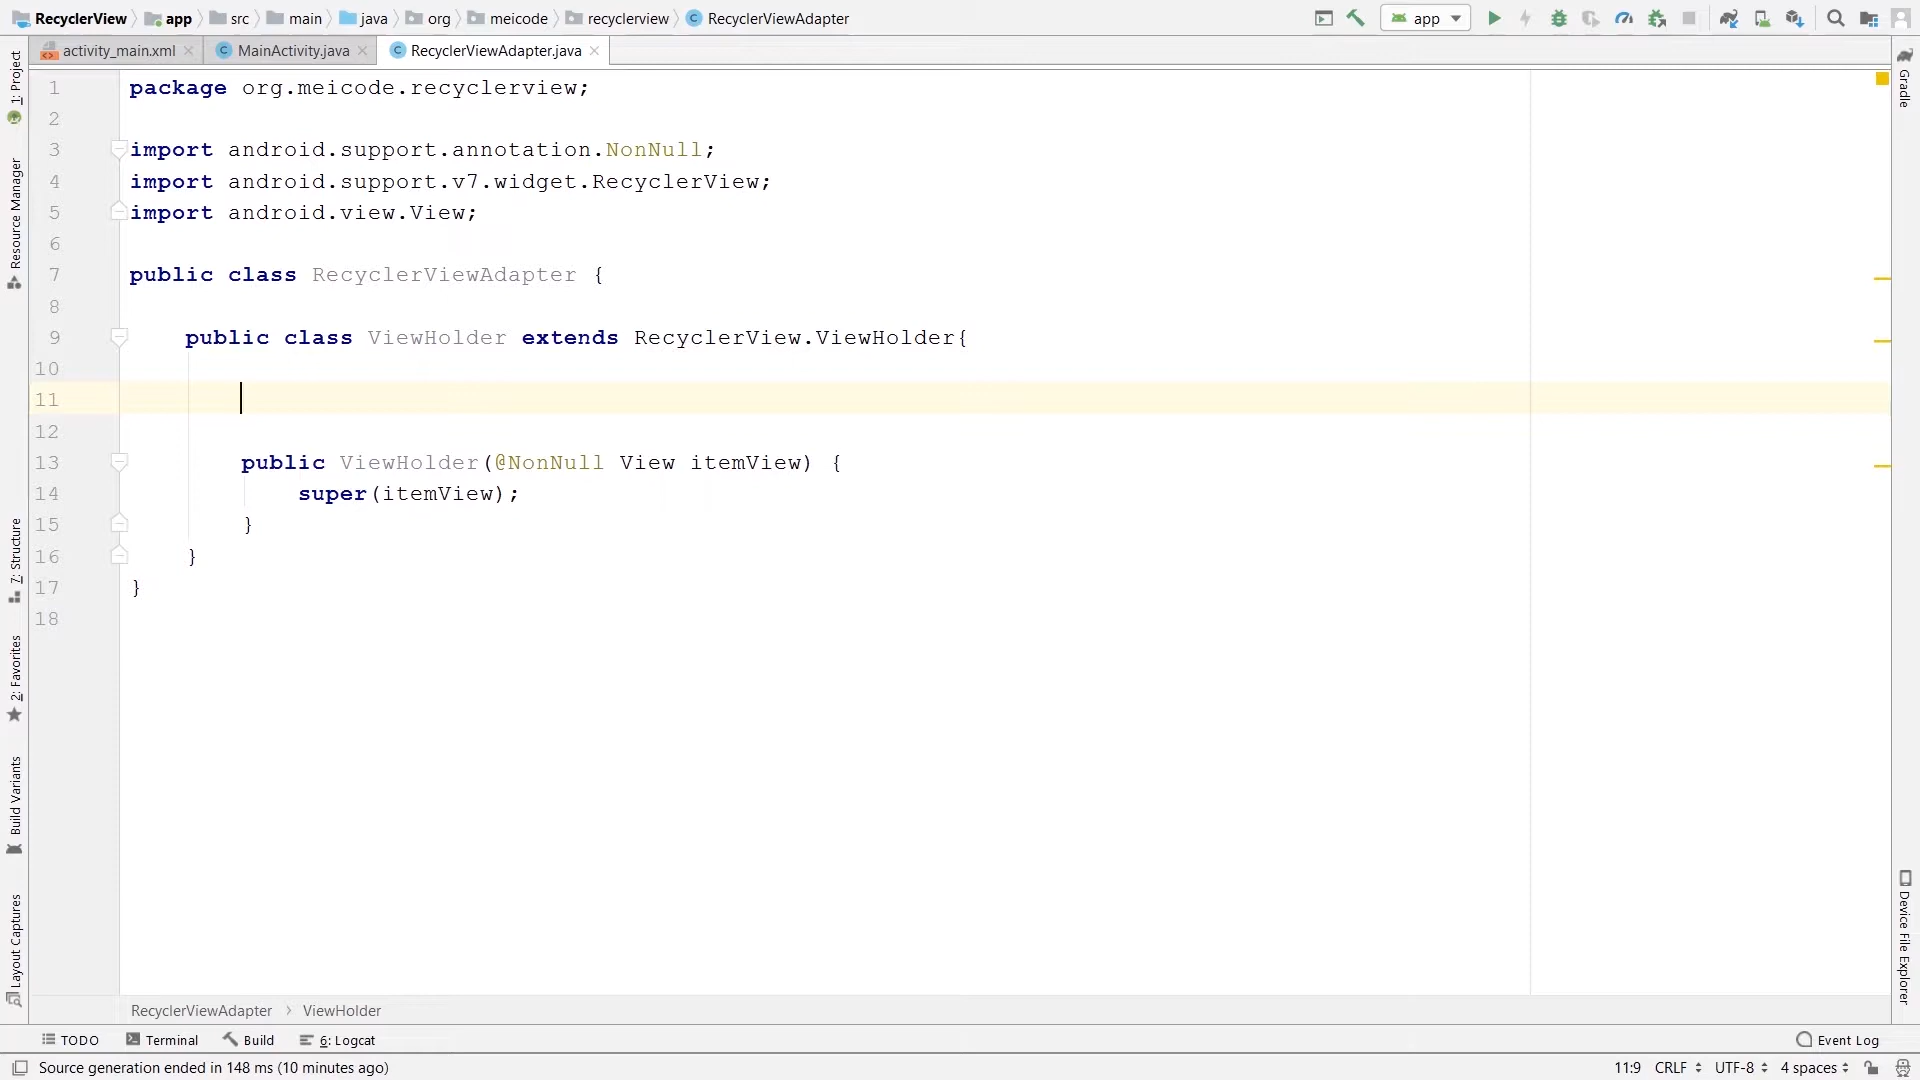 RecyclerView app src main java org meicode recyclerview RecyclerViewAdapter app
activity_main.xml MainActivity.java RecyclerViewAdapter.java
1: Project
Resource Manager
7: Structure
2: Favorites
Build Variants
Layout Captures
1 package org.meicode.recyclerview;
2
3 import android.support.annotation.NonNull;
4 import android.support.v7.widget.RecyclerView;
5 import android.view.View;
6
7 public class RecyclerViewAdapter {
8
9 public class ViewHolder extends RecyclerView.ViewHolder{
10
11
12
13 public ViewHolder(@NonNull View itemView) {
14 super(itemView);
15 }
16 }
17 }
18
Gradle
Device File Explorer
RecyclerViewAdapter ViewHolder
TODO Terminal Build 6: Logcat Event Log
Source generation ended in 148 ms (10 minutes ago) 11:9 CRLF UTF-8 4 spaces